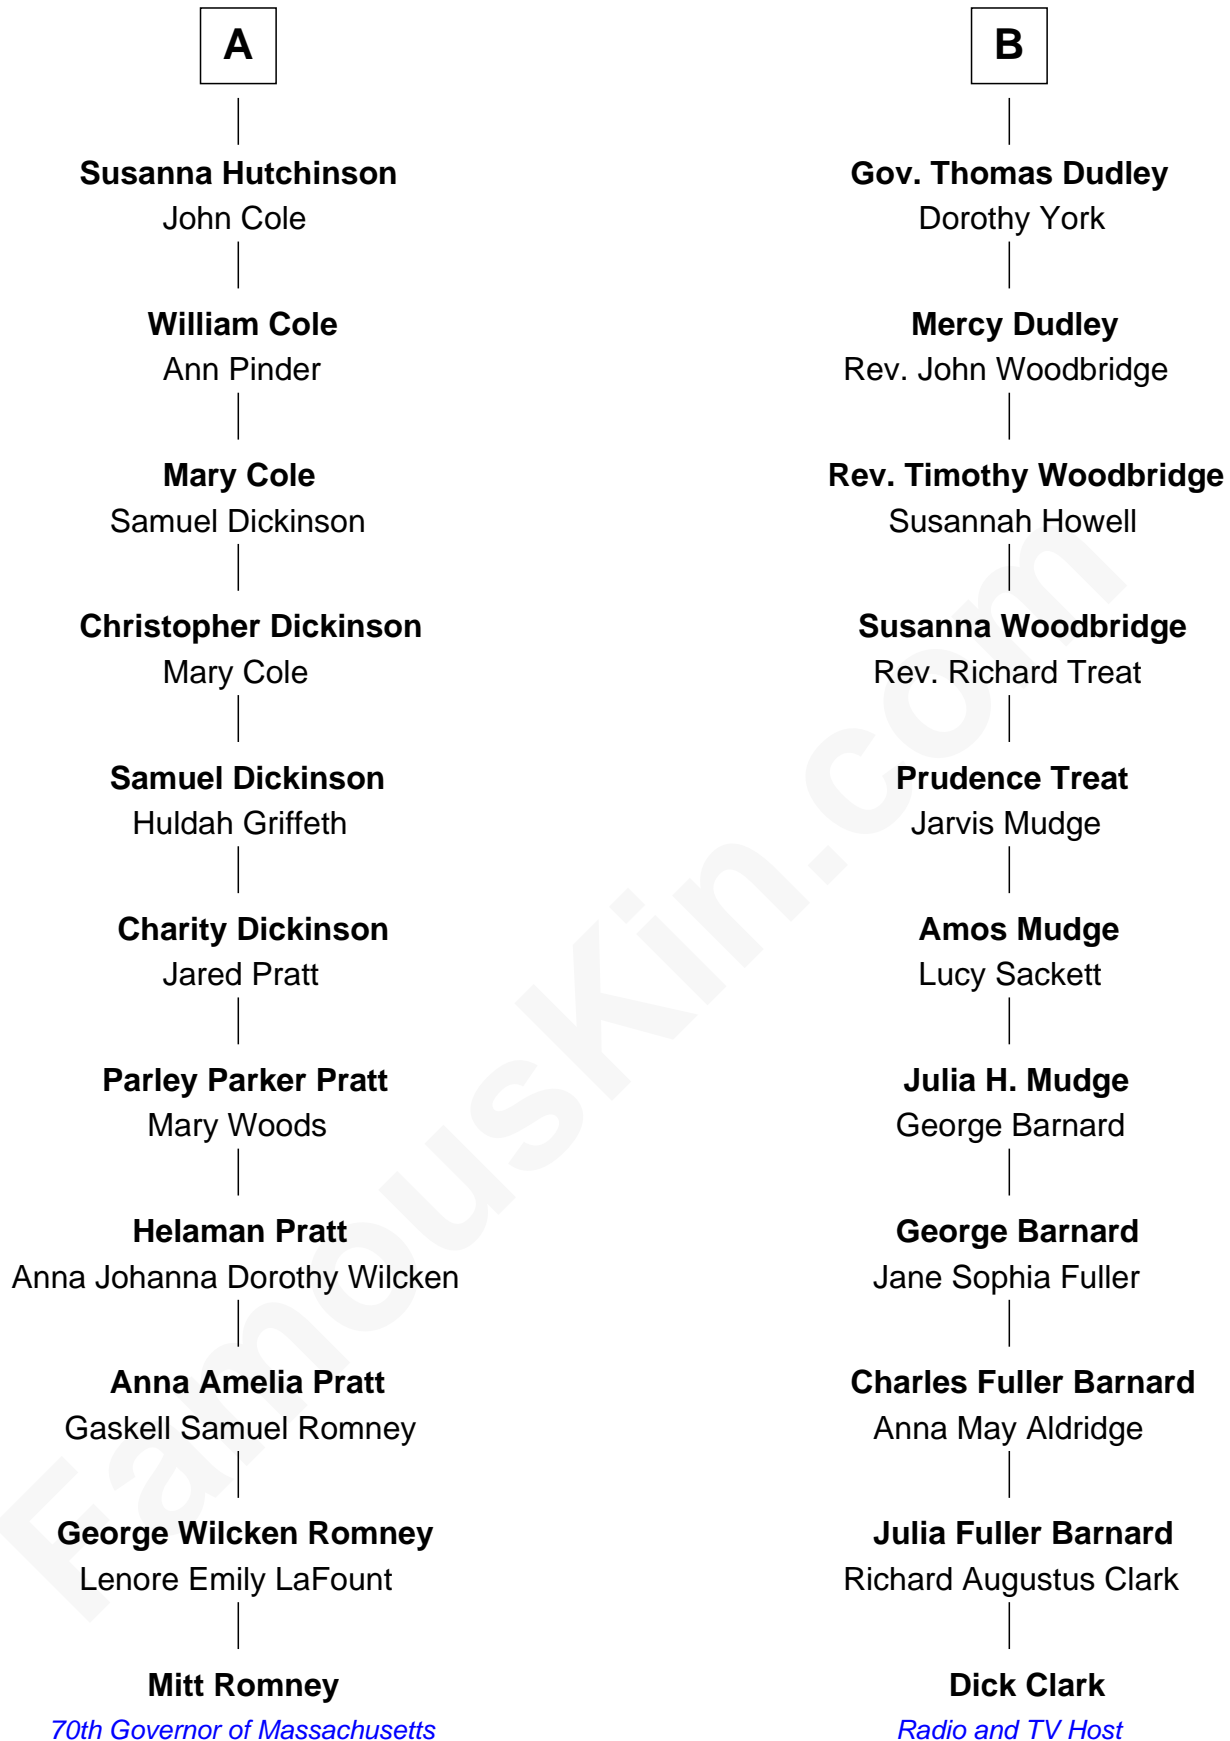 A
Susanna Hutchinson
John Cole
William Cole
Ann Pinder
Mary Cole
Samuel Dickinson
Christopher Dickinson
Mary Cole
Samuel Dickinson
Huldah Griffeth
Charity Dickinson
Jared Pratt
Parley Parker Pratt
Mary Woods
Helaman Pratt
Anna Johanna Dorothy Wilcken
Anna Amelia Pratt
Gaskell Samuel Romney
George Wilcken Romney
Lenore Emily LaFount
Mitt Romney
70th Governor of Massachusetts
B
Gov. Thomas Dudley
Dorothy York
Mercy Dudley
Rev. John Woodbridge
Rev. Timothy Woodbridge
Susannah Howell
Susanna Woodbridge
Rev. Richard Treat
Prudence Treat
Jarvis Mudge
Amos Mudge
Lucy Sackett
Julia H. Mudge
George Barnard
George Barnard
Jane Sophia Fuller
Charles Fuller Barnard
Anna May Aldridge
Julia Fuller Barnard
Richard Augustus Clark
Dick Clark
Radio and TV Host
FamousKin.com